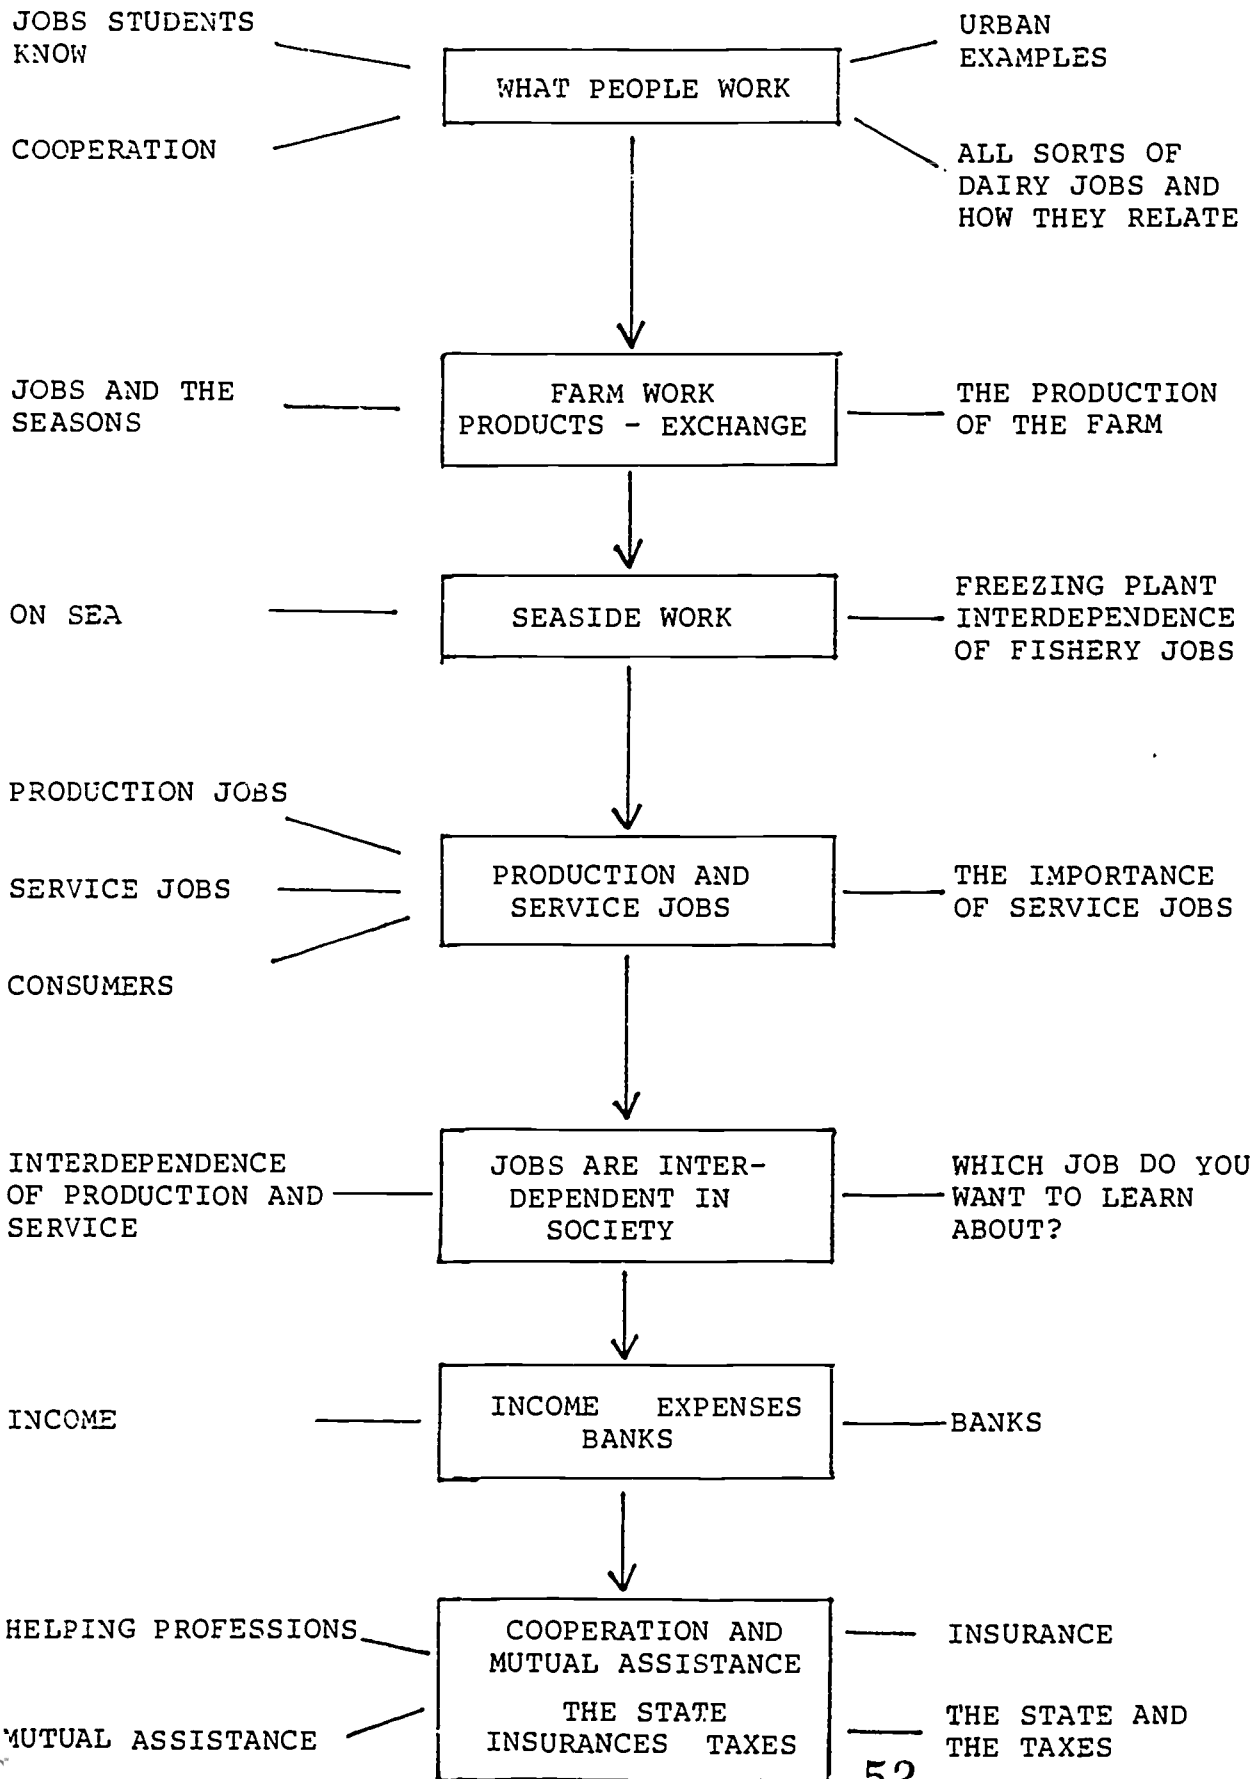 JOBS STUDENTS
KNOW
COOPERATION
WHAT PEOPLE WORK
URBAN
EXAMPLES
ALL SORTS OF
DAIRY JOBS AND
HOW THEY RELATE
JOBS AND THE
SEASONS
FARM WORK
PRODUCTS - EXCHANGE
THE PRODUCTION
OF THE FARM
ON SEA
SEASIDE WORK
FREEZING PLANT
INTERDEPENDENCE
OF FISHERY JOBS
PRODUCTION JOBS
SERVICE JOBS
CONSUMERS
PRODUCTION AND
SERVICE JOBS
THE IMPORTANCE
OF SERVICE JOBS
INTERDEPENDENCE
OF PRODUCTION AND
SERVICE
JOBS ARE INTER-
DEPENDENT IN
SOCIETY
WHICH JOB DO YOU
WANT TO LEARN
ABOUT?
INCOME
INCOME EXPENSES
BANKS
BANKS
HELPING PROFESSIONS
MUTUAL ASSISTANCE
COOPERATION AND
MUTUAL ASSISTANCE
THE STATE
INSURANCES TAXES
INSURANCE
THE STATE AND
THE TAXES
52